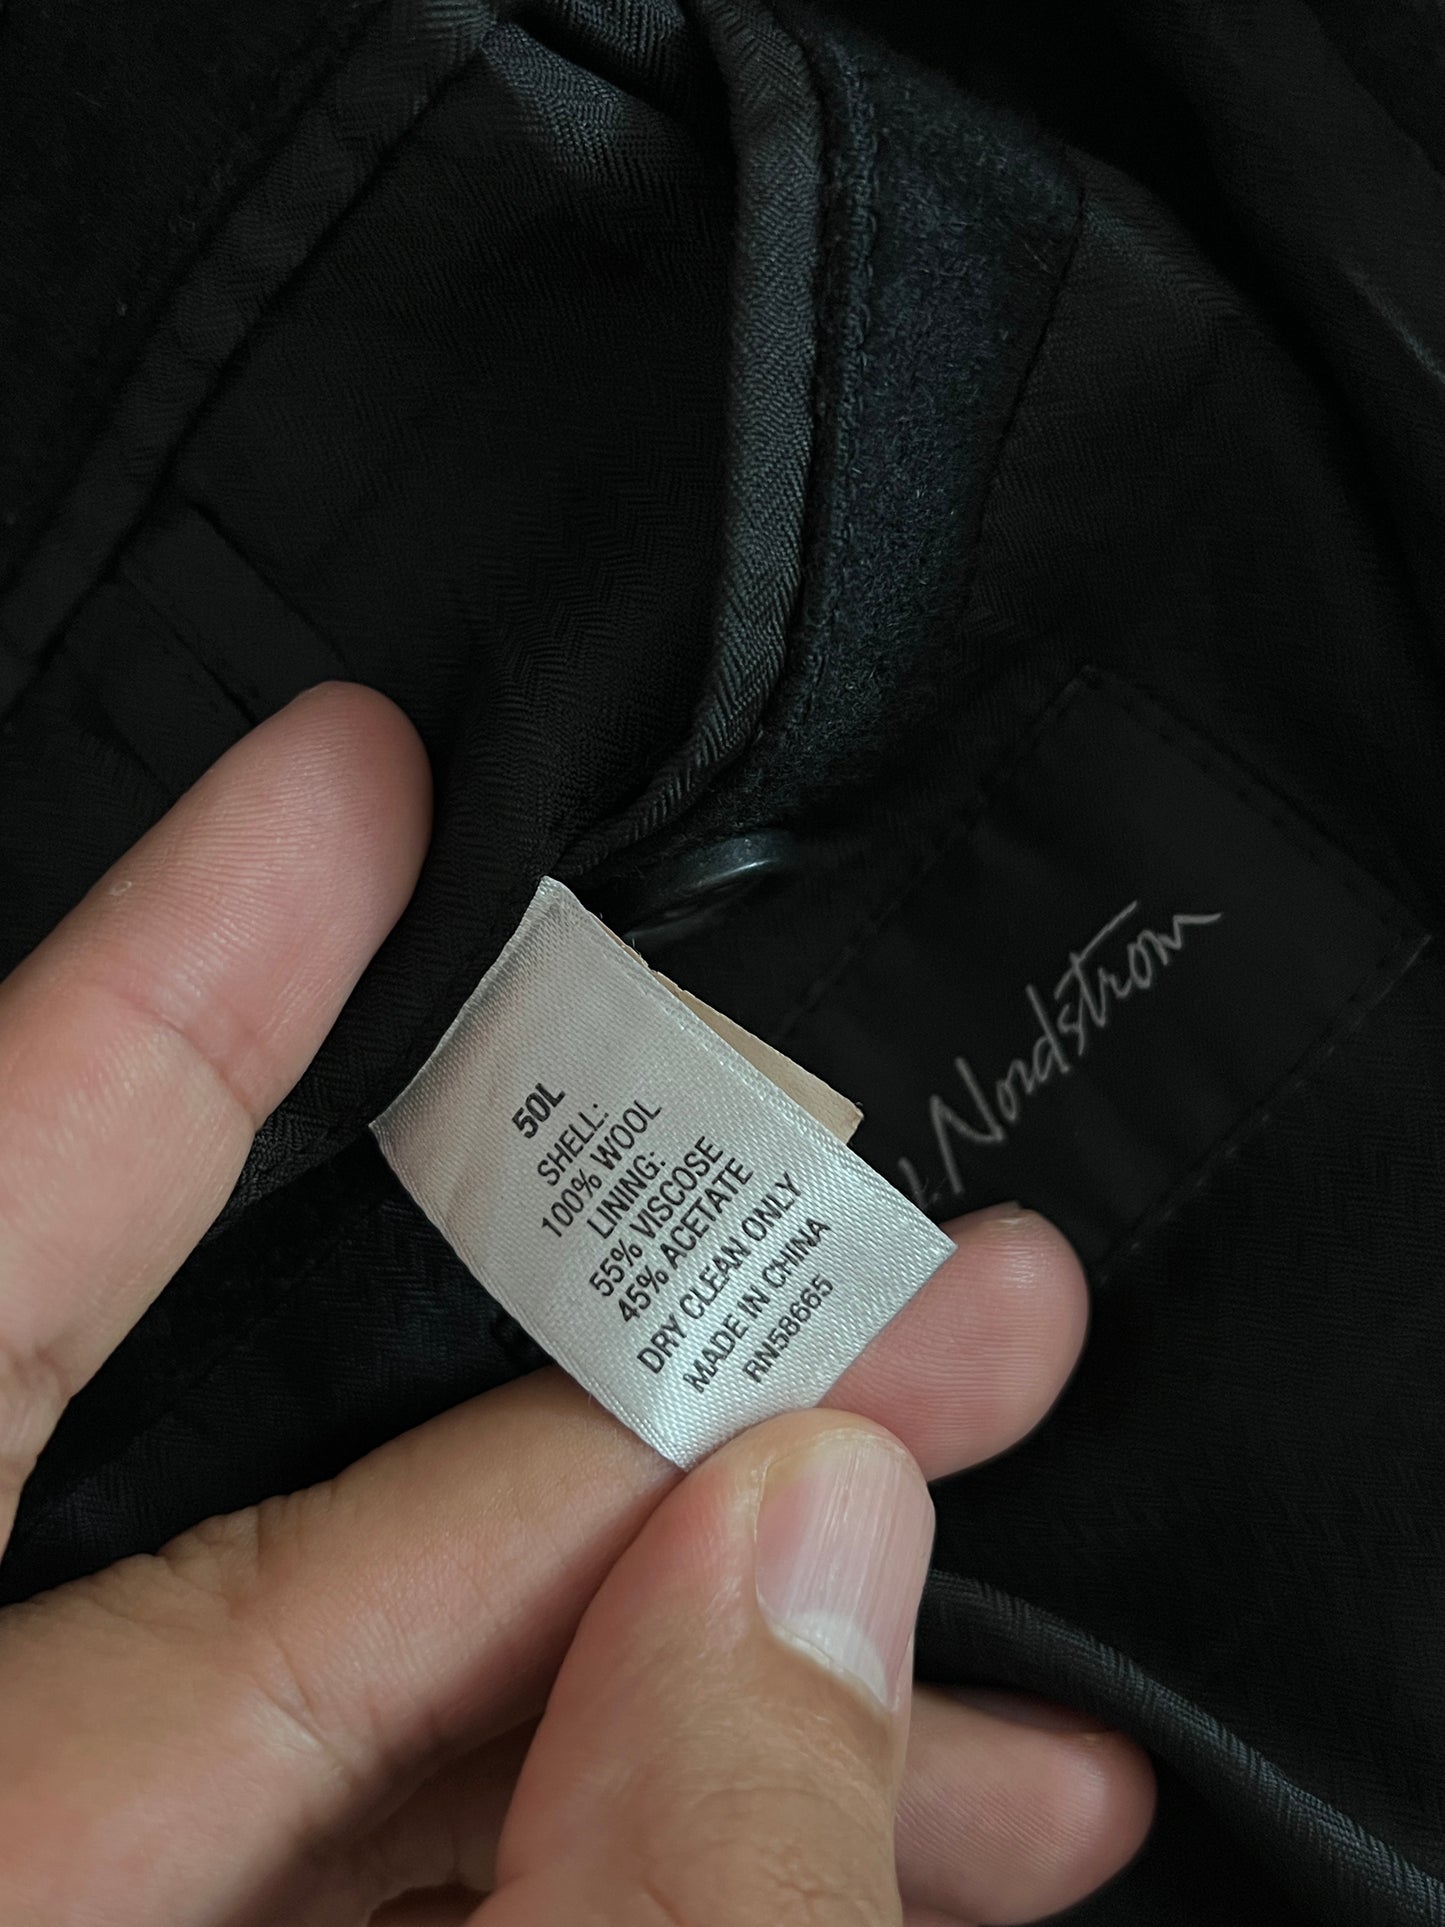 50L
SHELL:
100% WOOL
LINING:
55% VISCOSE
45% ACETATE
DRY CLEAN ONLY
MADE IN CHINA
RN58665
Nordstrom